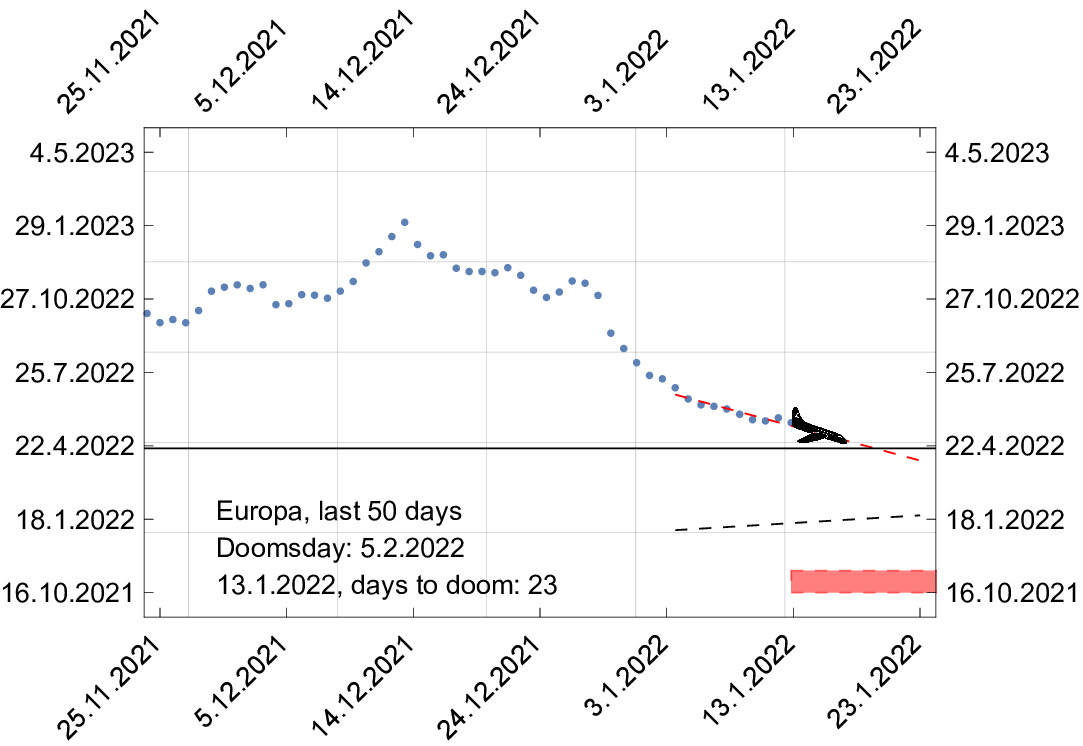 25.11.2021 5.12.2021 14.12.2021 24.12.2021 3.1.2022 13.1.2022 23.1.2022
4.5.2023 4.5.2023
29.1.2023 29.1.2023
27.10.2022 27.10.2022
25.7.2022 25.7.2022
22.4.2022 22.4.2022
Europa, last 50 days
18.1.2022 18.1.2022
Doomsday: 5.2.2022
13.1.2022, days to doom: 23
16.10.2021 16.10.2021
25.11.2021 5.12.2021 14.12.2021 24.12.2021 3.1.2022 13.1.2022 23.1.2022